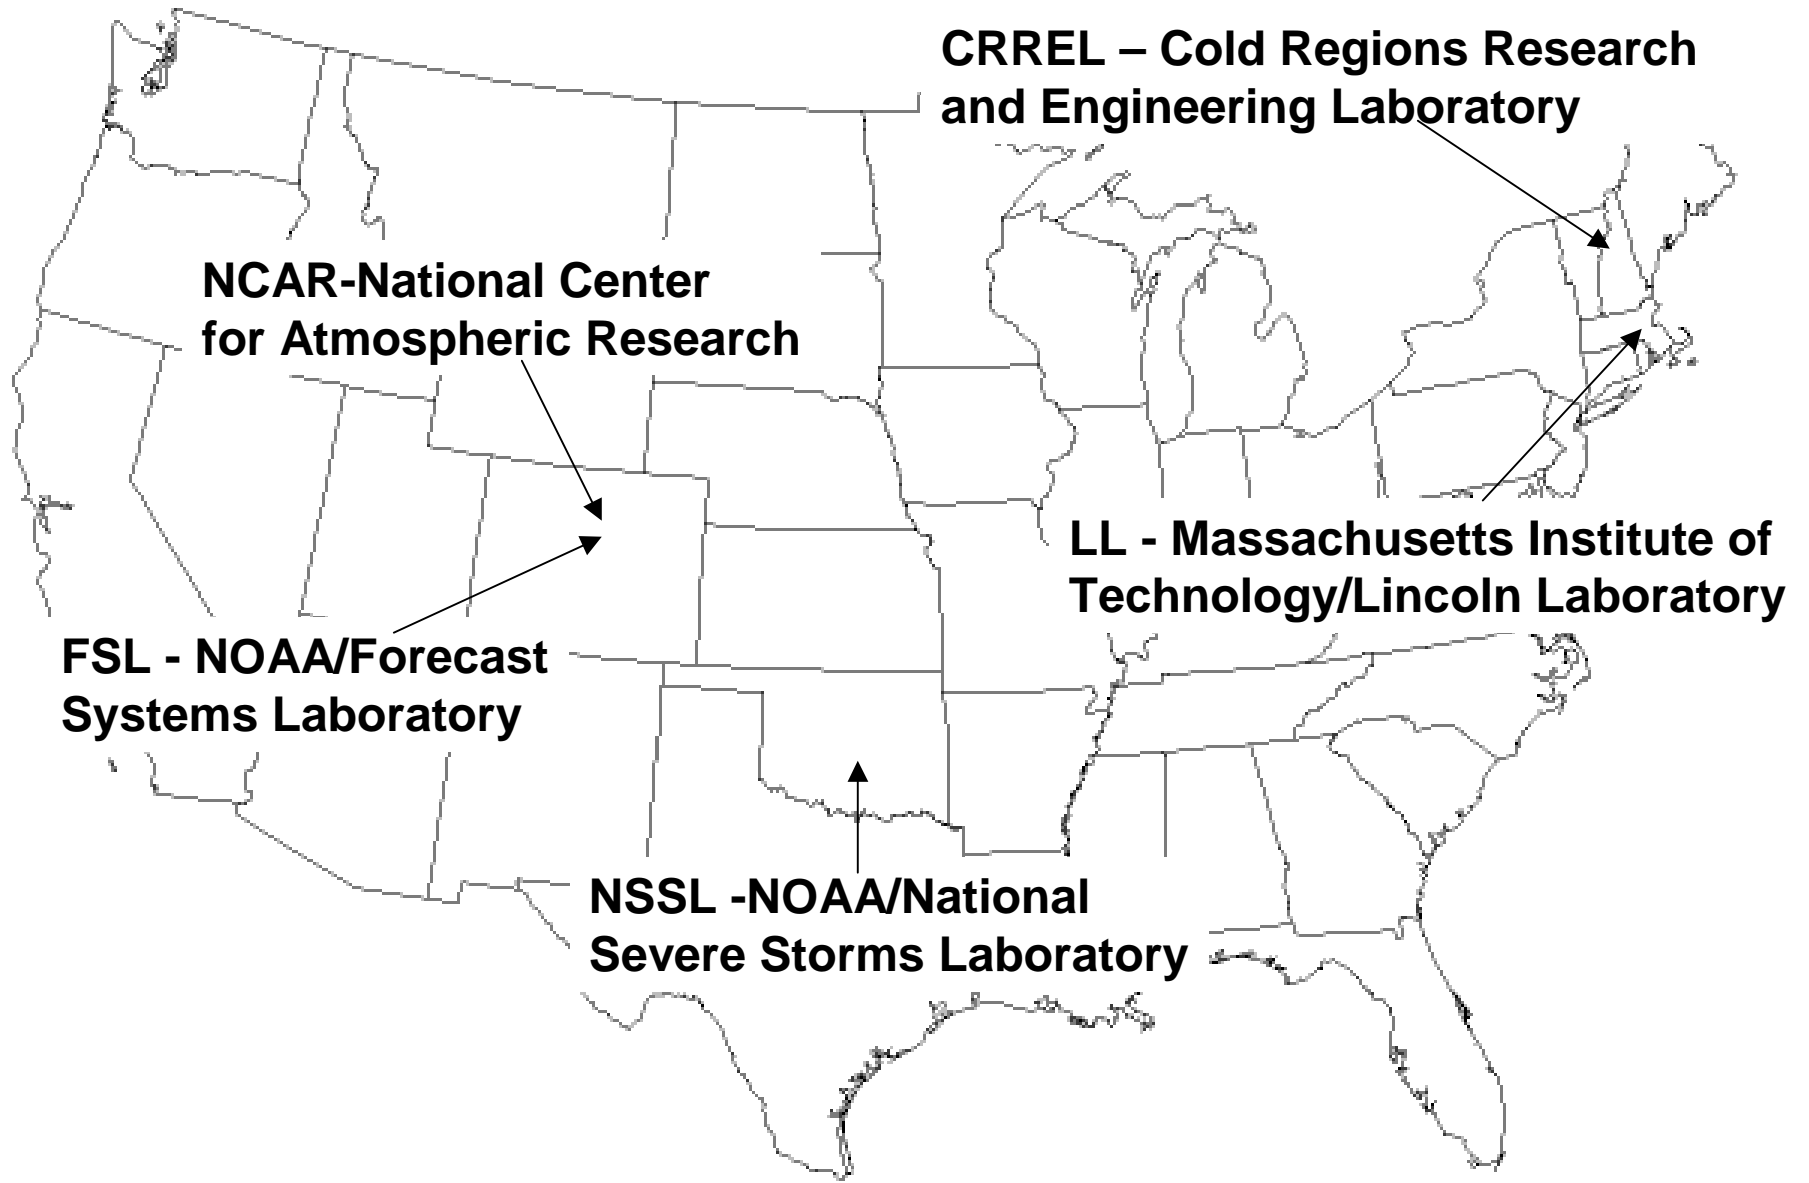 CRREL – Cold Regions Research
and Engineering Laboratory
NCAR-National Center
for Atmospheric Research
LL - Massachusetts Institute of
Technology/Lincoln Laboratory
FSL - NOAA/Forecast
Systems Laboratory
NSSL -NOAA/National
Severe Storms Laboratory